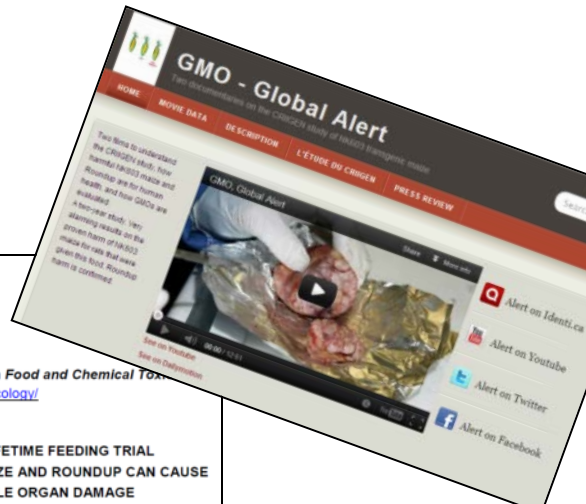 GMO - Global Alert
Two documentaries on the CRIIGEN study of NK603 transgenic maize
HOME
MOVIE DATA
DESCRIPTION
L'ÉTUDE DU CRIIGEN
PRESS REVIEW
Search
Two films to understand
the CRIIGEN study, how
harmful NK603 maize and
Roundup are for human
health, and how GMOs are
evaluated
A two-year study. Very
alarming results on the
proven harm of NK603
maize for rats that were
given this food. Roundup
harm is confirmed.
GMO, Global Alert
Share
More info
00:00 / 12:01
See on Youtube
See on Dailymotion
Alert on Identi.ca
Alert on Youtube
Alert on Twitter
Alert on Facebook
Food and Chemical
cology/
FETIME FEEDING TRIAL
ZE AND ROUNDUP CAN CAUSE
LE ORGAN DAMAGE